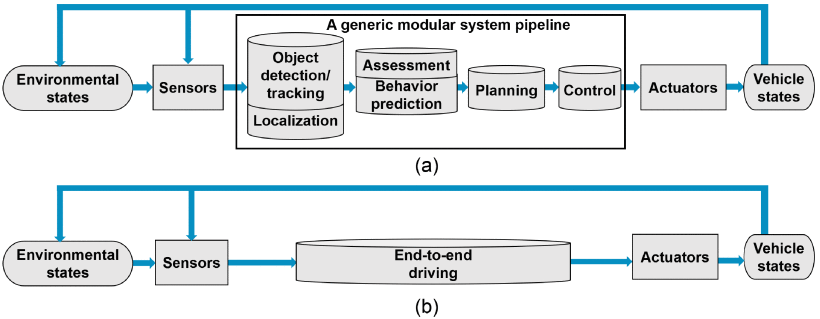 A generic modular system pipeline
Environmental
states
Sensors
Object
detection/
tracking
Localization
Assessment
Behavior
prediction
Planning
Control
Actuators
Vehicle
states
(a)
Environmental
states
Sensors
End-to-end
driving
Actuators
Vehicle
states
(b)